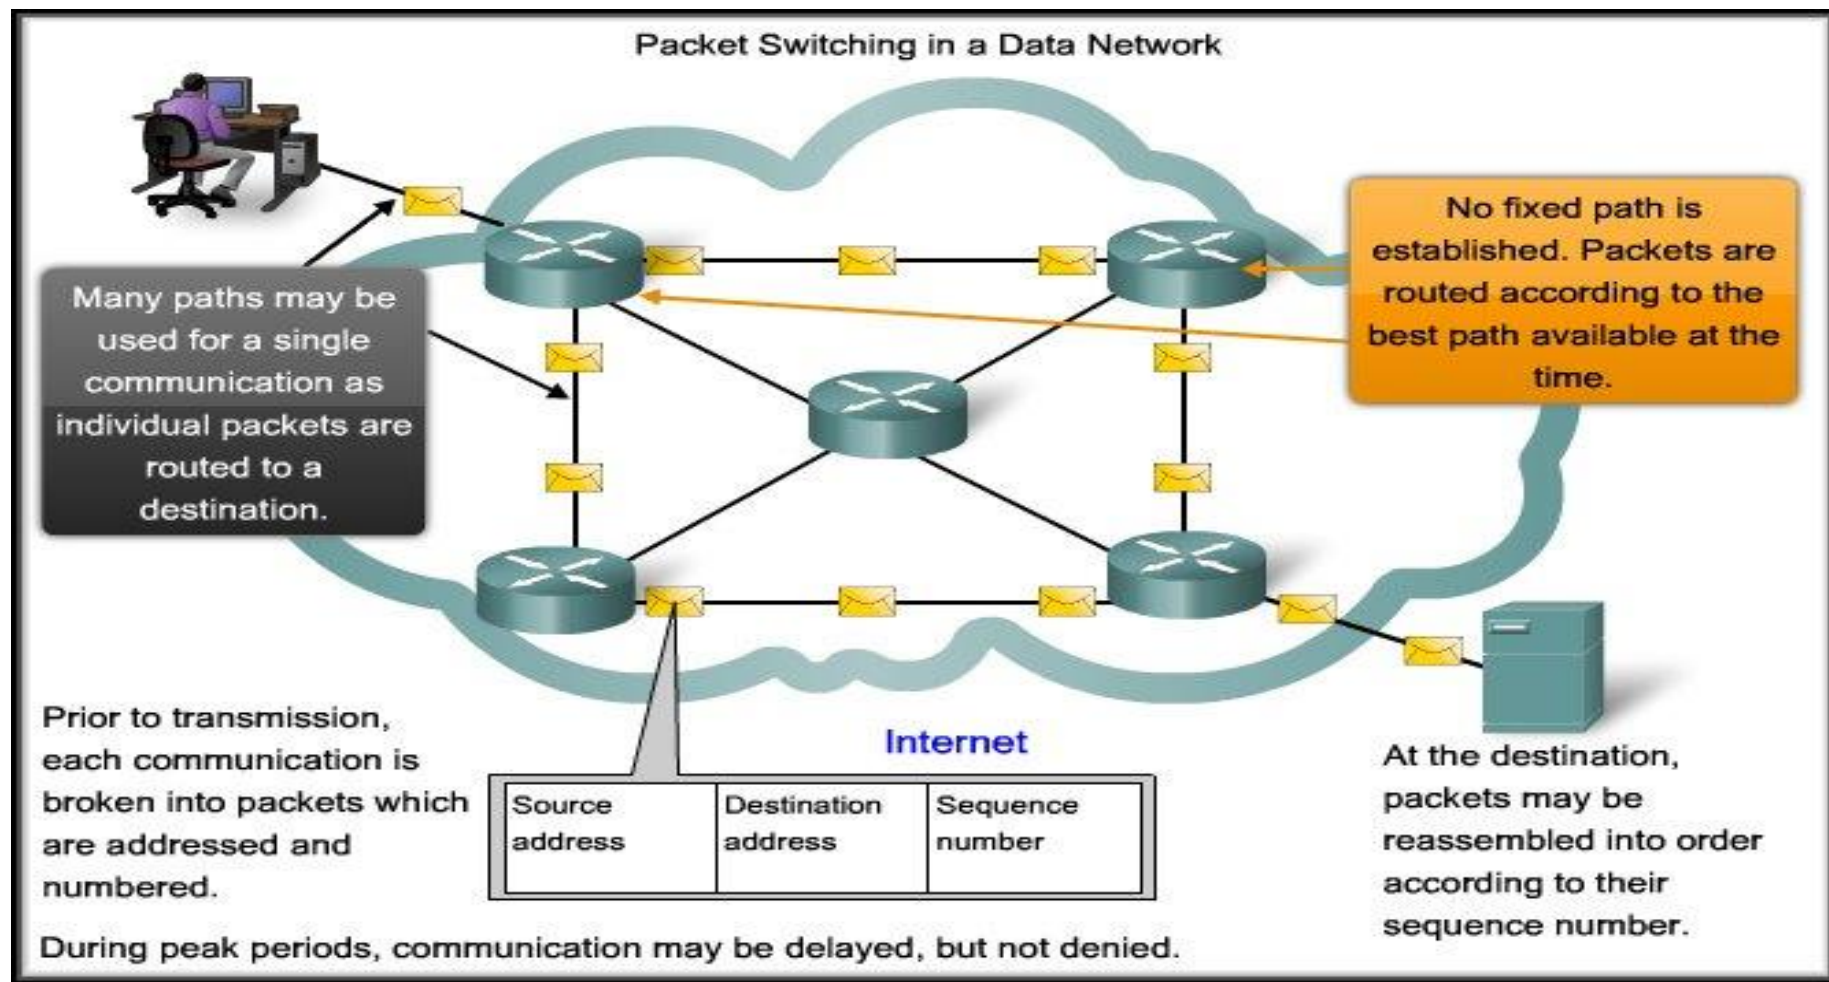 Packet Switching in a Data Network
No fixed path is
established. Packets are
routed according to the
best path available at the
time.
Many paths may be
used for a single
communication as
individual packets are
routed to a
destination.
Prior to transmission,
each communication is
broken into packets which
are addressed and
numbered.
Internet
Source
address
Destination
address
Sequence
number
At the destination,
packets may be
reassembled into order
according to their
sequence number.
During peak periods, communication may be delayed, but not denied.